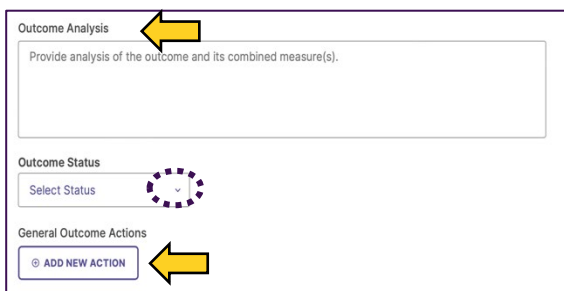 Outcome Analysis
Provide analysis of the outcome and its combined measure(s).
Outcome Status
Select Status
General Outcome Actions
ADD NEW ACTION